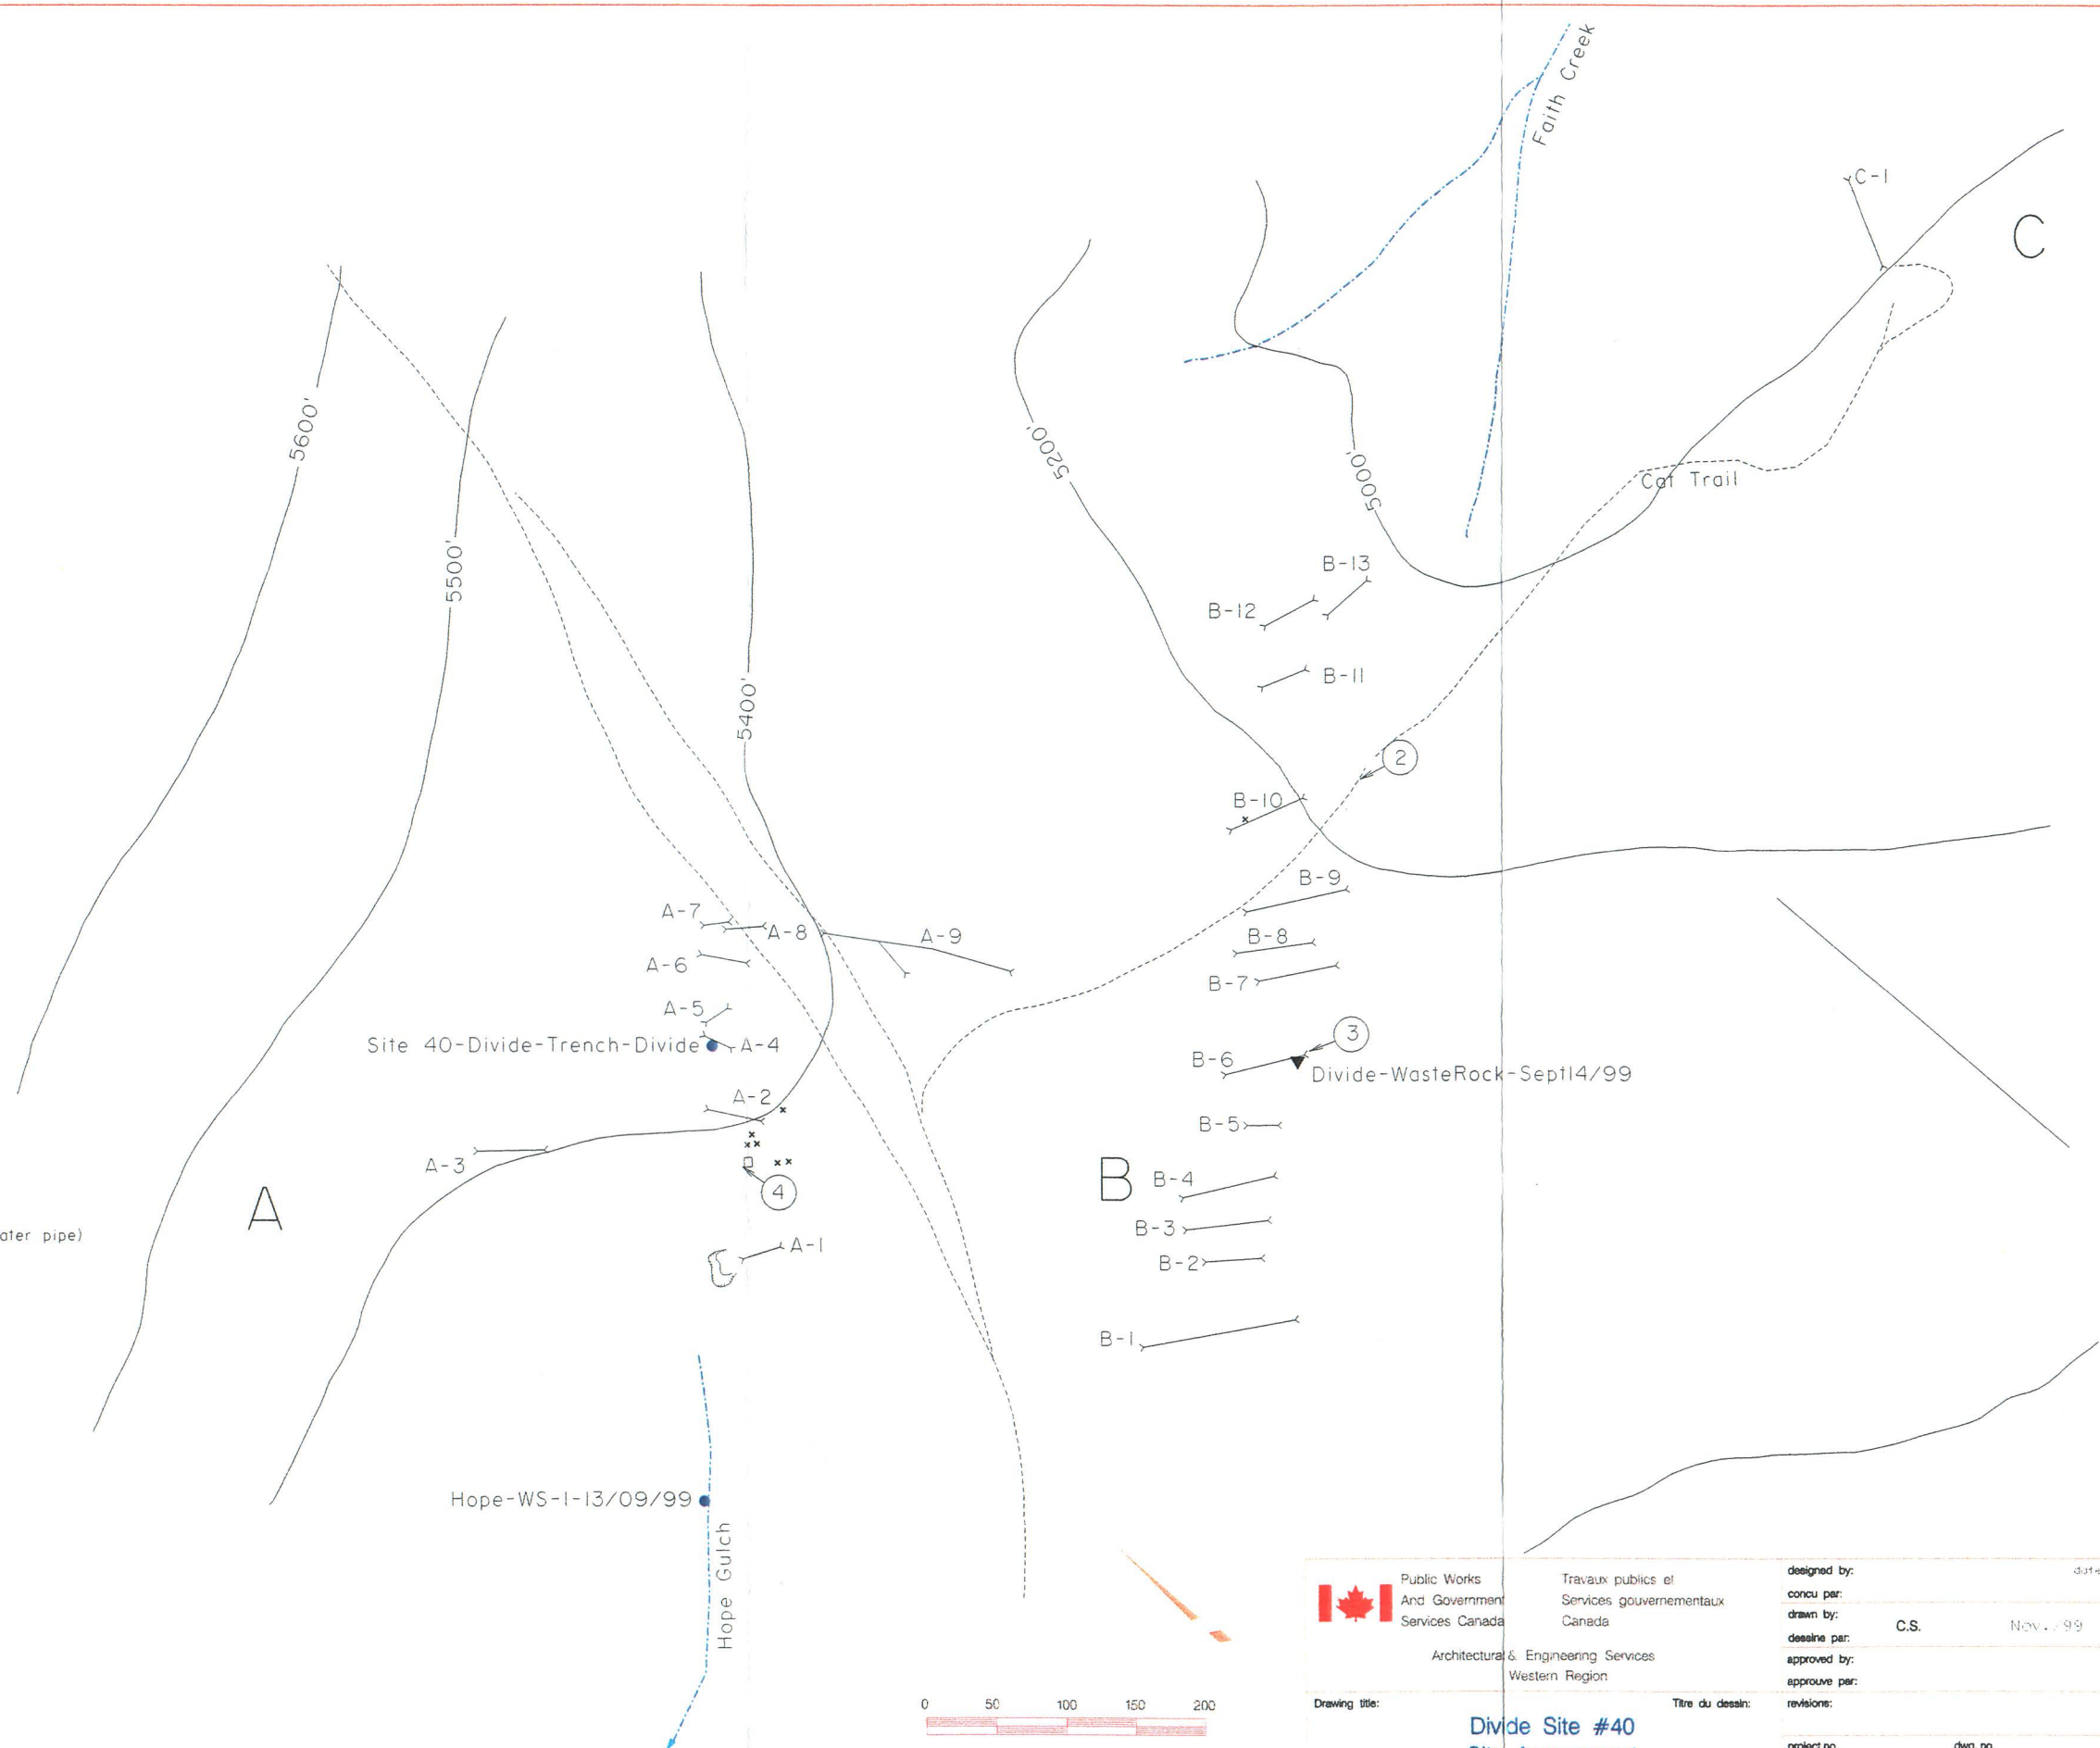 Faith Creek
C-1
C
5600'
5200'
5000'
Cat Trail
5500'
B-13
B-12
B-11
5400'
2
B-10
B-9
A-7
A-8
A-9
B-8
A-6
B-7
A-5
Site 40-Divide-Trench-Divide
A-4
3
B-6
Divide-WasteRock-Sept14/99
A-2
B-5
A-3
B
B-4
4
A
B-3
ater pipe)
A-1
B-2
B-1
Hope-WS-1-13/09/99
Hope Gulch
0 50 100 150 200
Public Works
And Government
Services Canada
Travaux publics et
Services gouvernementaux
Canada
Architectural & Engineering Services
Western Region
Drawing title:
Titre du dessin:
Divide Site #40
designed by:
date
concu par:
drawn by:
C.S.
Nov. /99
dessine par:
approved by:
approuve par:
revisions:
project no.
dwg. no.